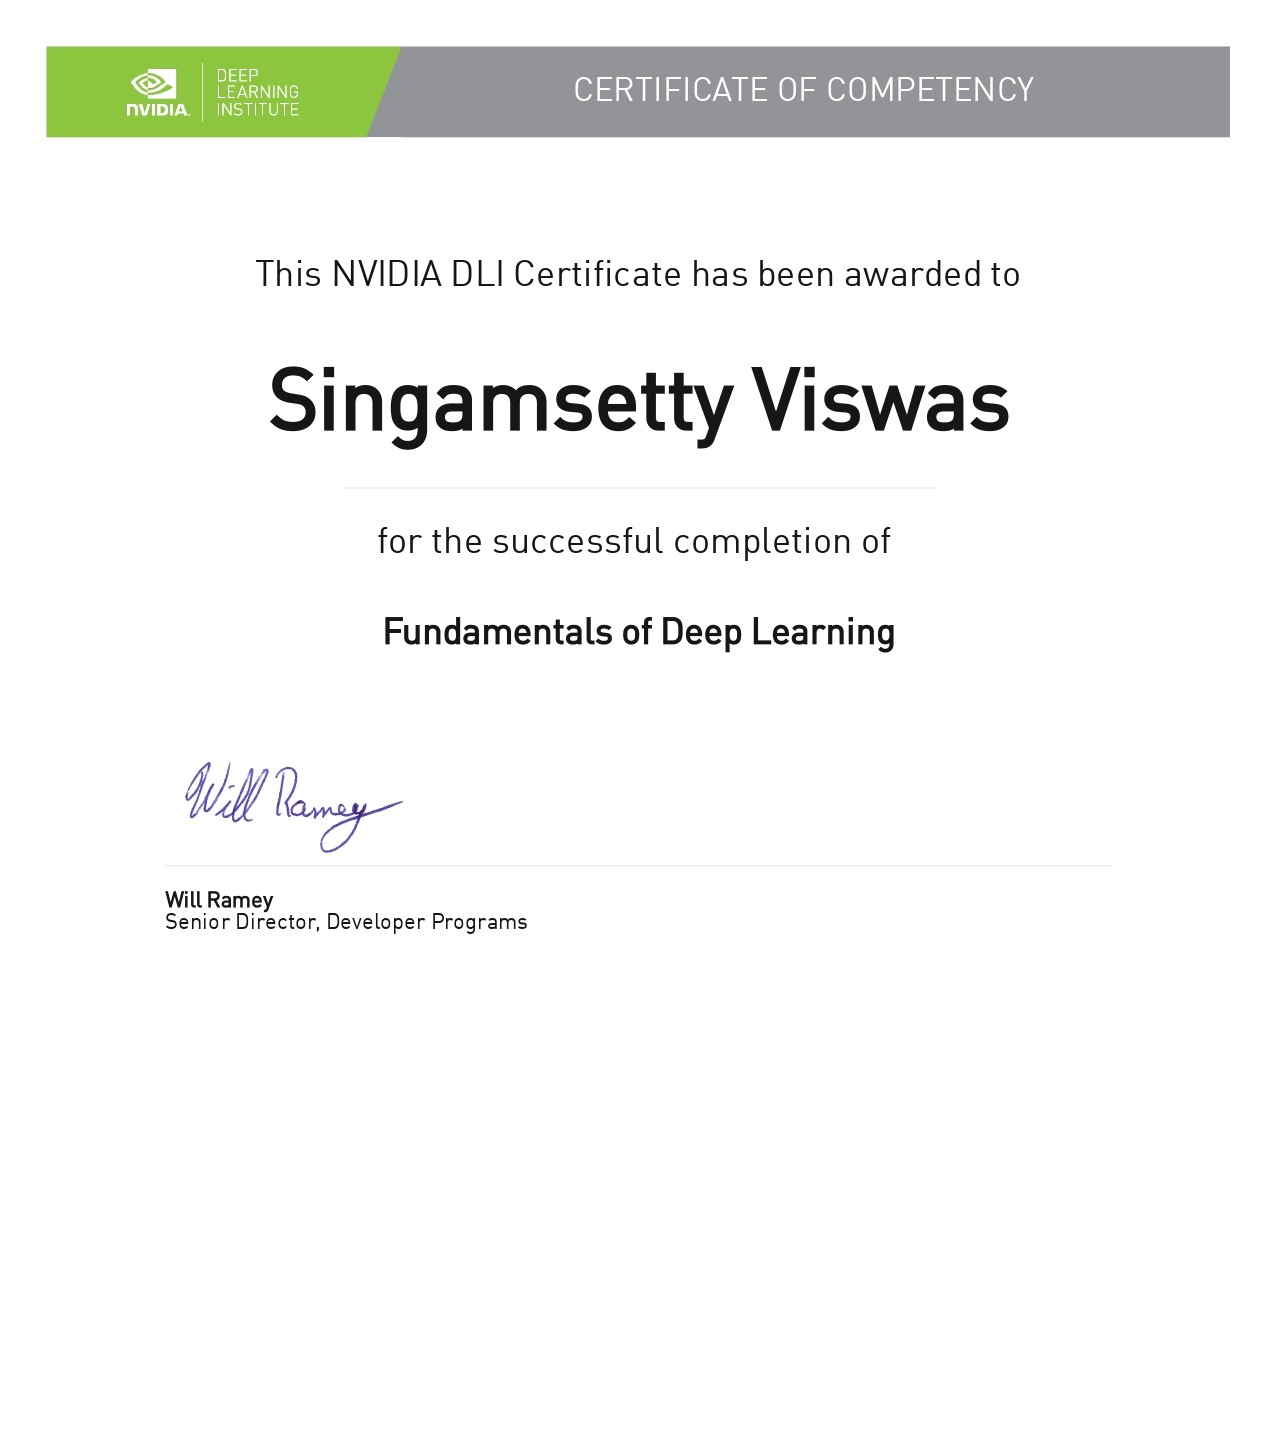 NVIDIA.
DEEP
LEARNING
INSTITUTE
CERTIFICATE OF COMPETENCY
This NVIDIA DLI Certificate has been awarded to
Singamsetty Viswas
for the successful completion of
Fundamentals of Deep Learning
Will Ramey
Will Ramey
Senior Director, Developer Programs